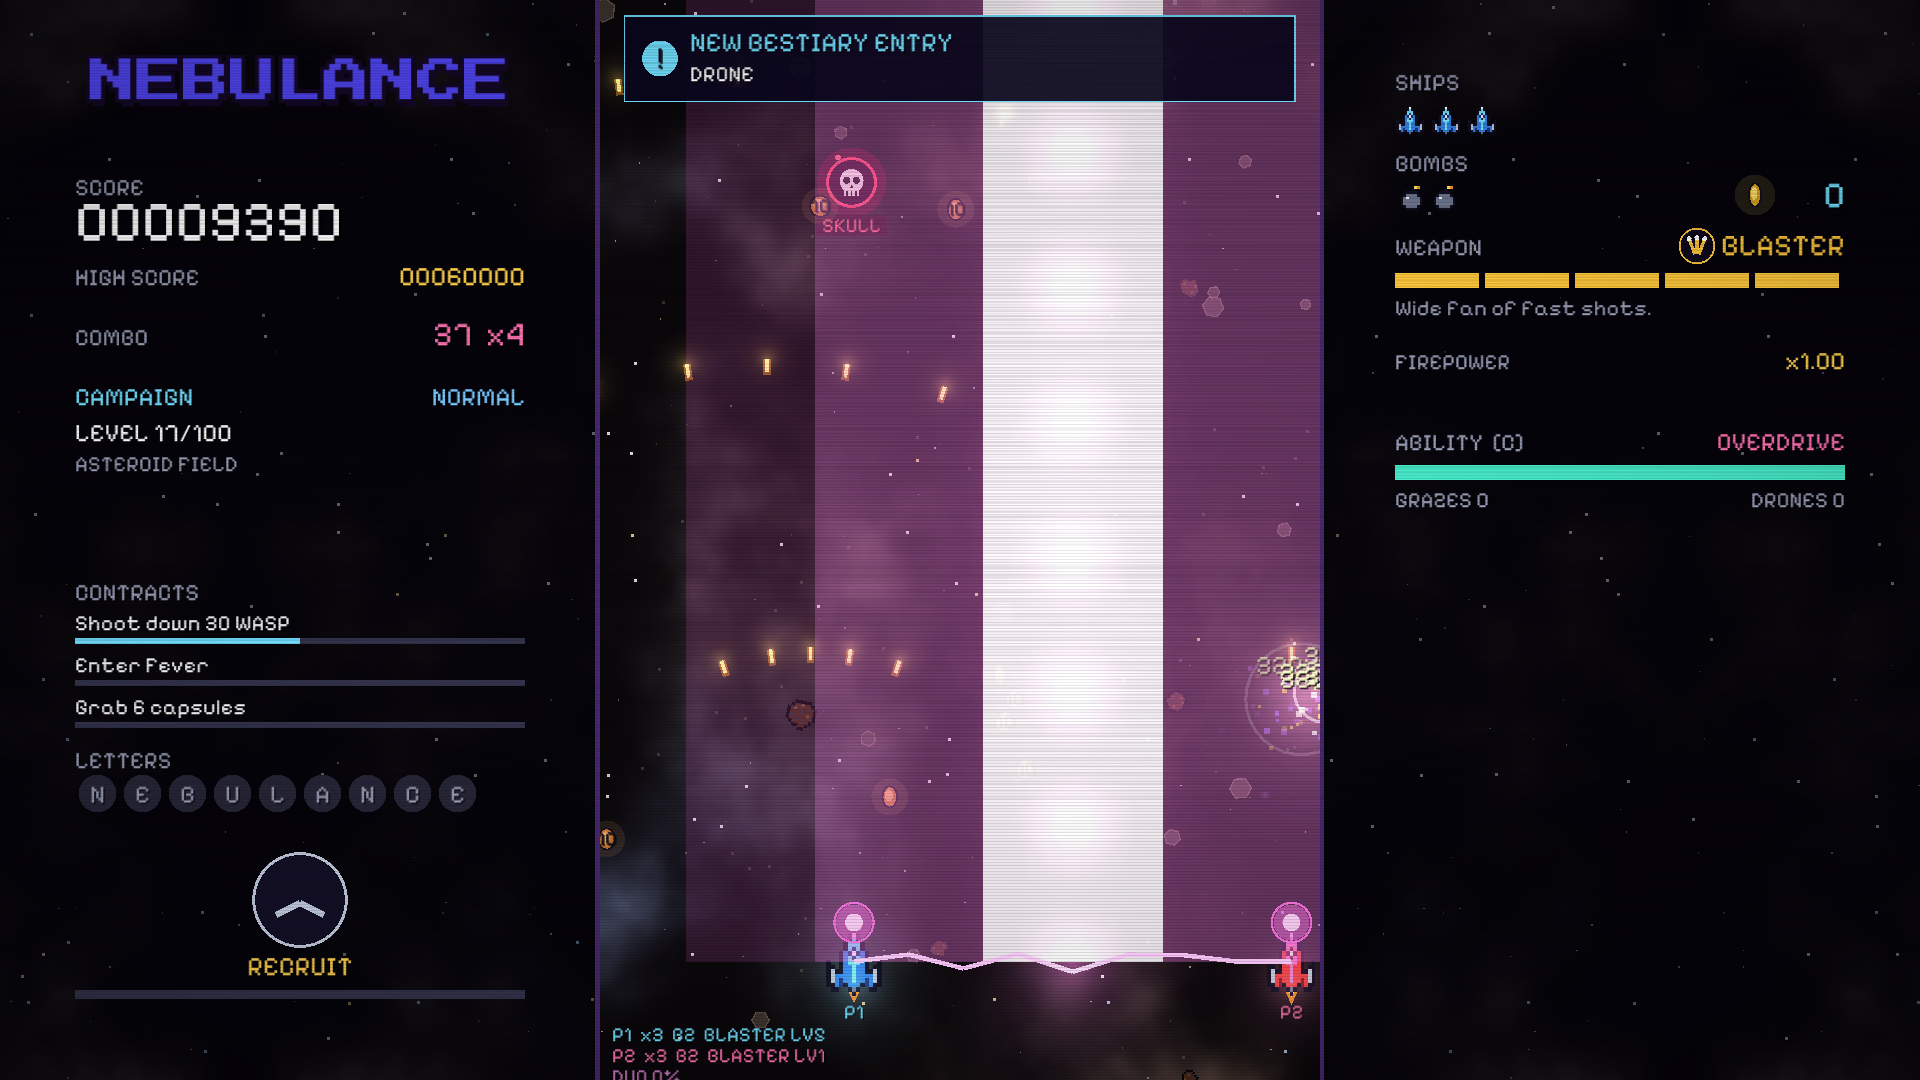 NEBULANCE
SCORE
00009390
HIGH SCORE 00060000
COMBO 37 x4
CAMPAIGN NORMAL
LEVEL 17/100
ASTEROID FIELD
CONTRACTS
Shoot down 30 WASP
Enter Fever
Grab 6 capsules
LETTERS
N E B U L A N C E
RECRUIT
NEW BESTIARY ENTRY
DRONE
SKULL
P1
P2
P1 x3 B2 BLASTER LV5
P2 x3 B2 BLASTER LV1
DUO 0%
SHIPS
BOMBS
0
WEAPON BLASTER
Wide fan of fast shots.
FIREPOWER x1.00
ABILITY (C) OVERDRIVE
GRAZES 0 DRONES 0